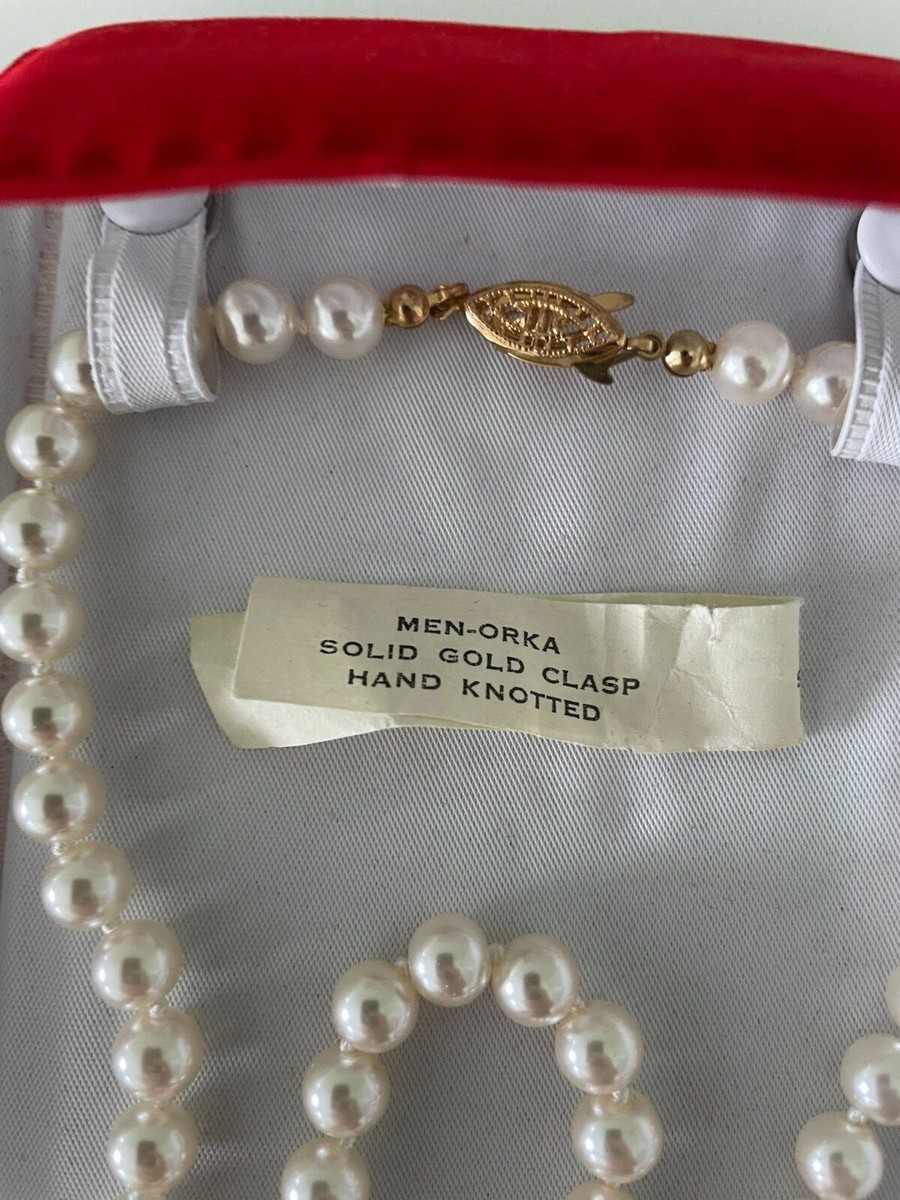 MEN-ORKA
SOLID GOLD CLASP
HAND KNOTTED